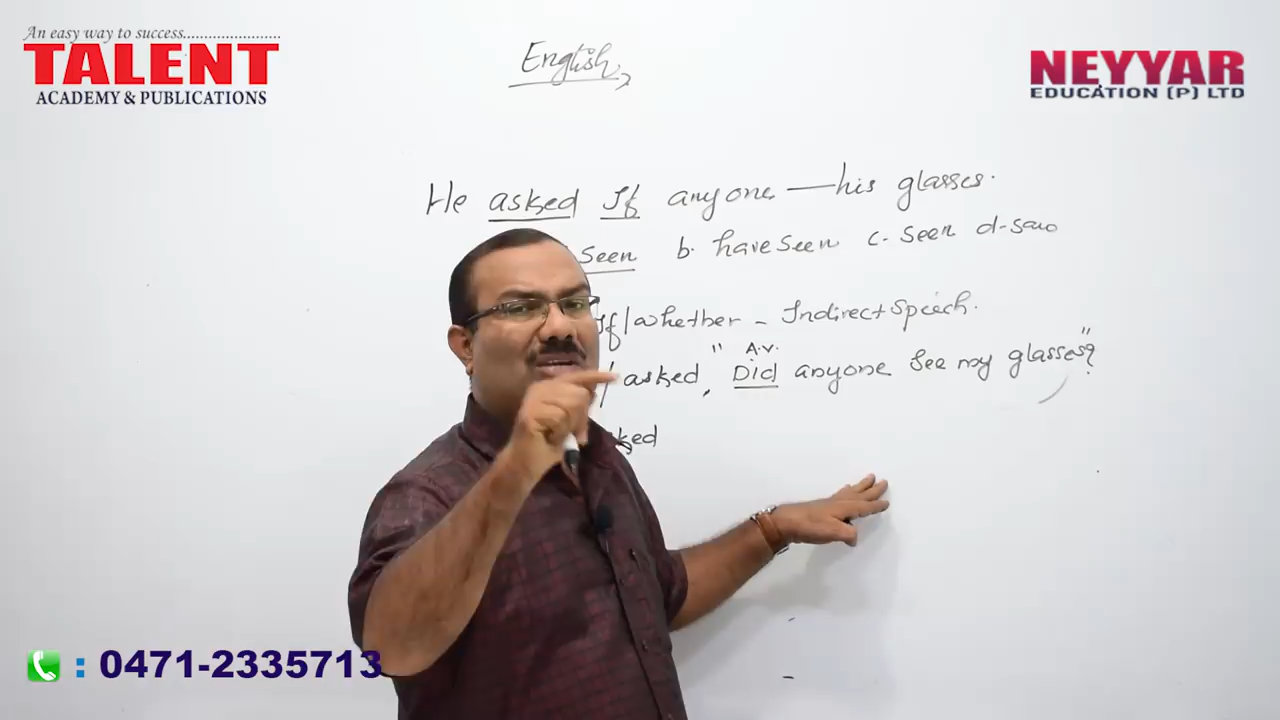 An easy way to success......................
TALENT
ACADEMY & PUBLICATIONS
NEYYAR
EDUCATION (P) LTD
English
He asked If anyone — his glasses.
Seen b. have seen c. seen d- saw
If/whether - Indirect Speech.
A.V.
asked, "Did anyone see my glasses"?
: 0471-2335713